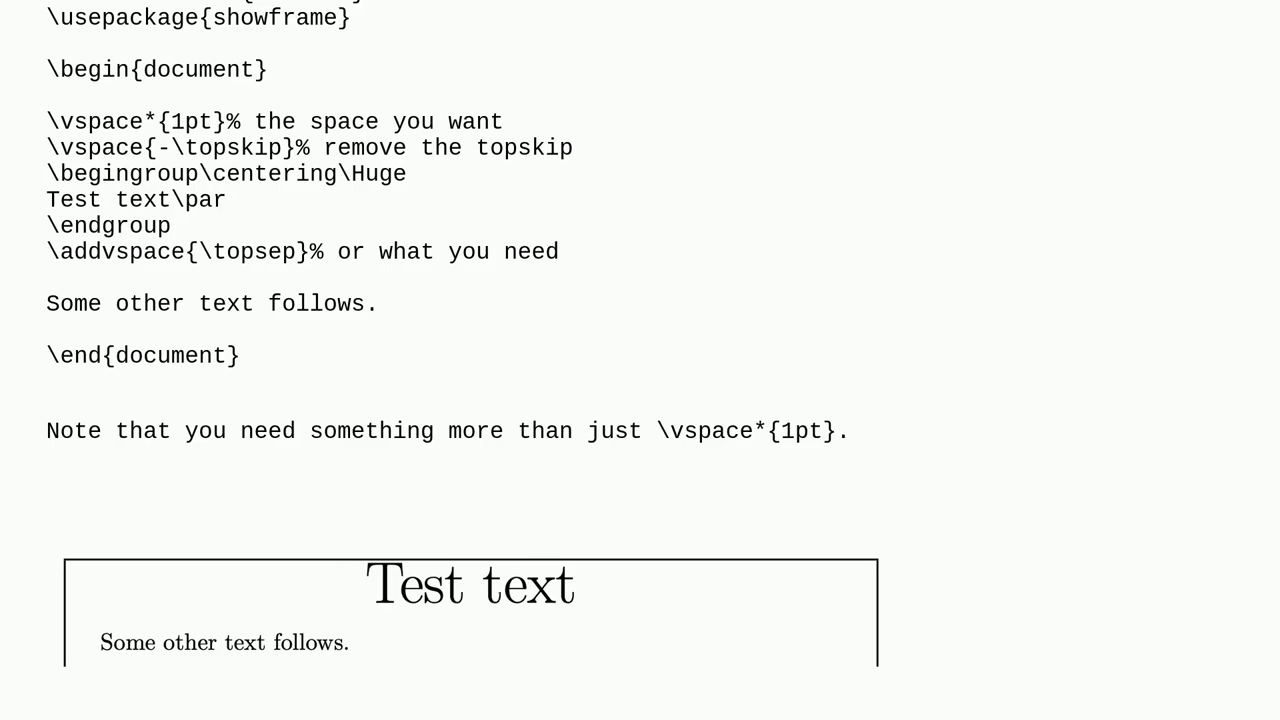 \usepackage{showframe}
\begin{document}
\vspace*{1pt}% the space you want
\vspace{-\topskip}% remove the topskip
\begingroup\centering\Huge
Test text\par
\endgroup
\addvspace{\topsep}% or what you need
Some other text follows.
\end{document}
Note that you need something more than just \vspace*{1pt}.
Test text
Some other text follows.